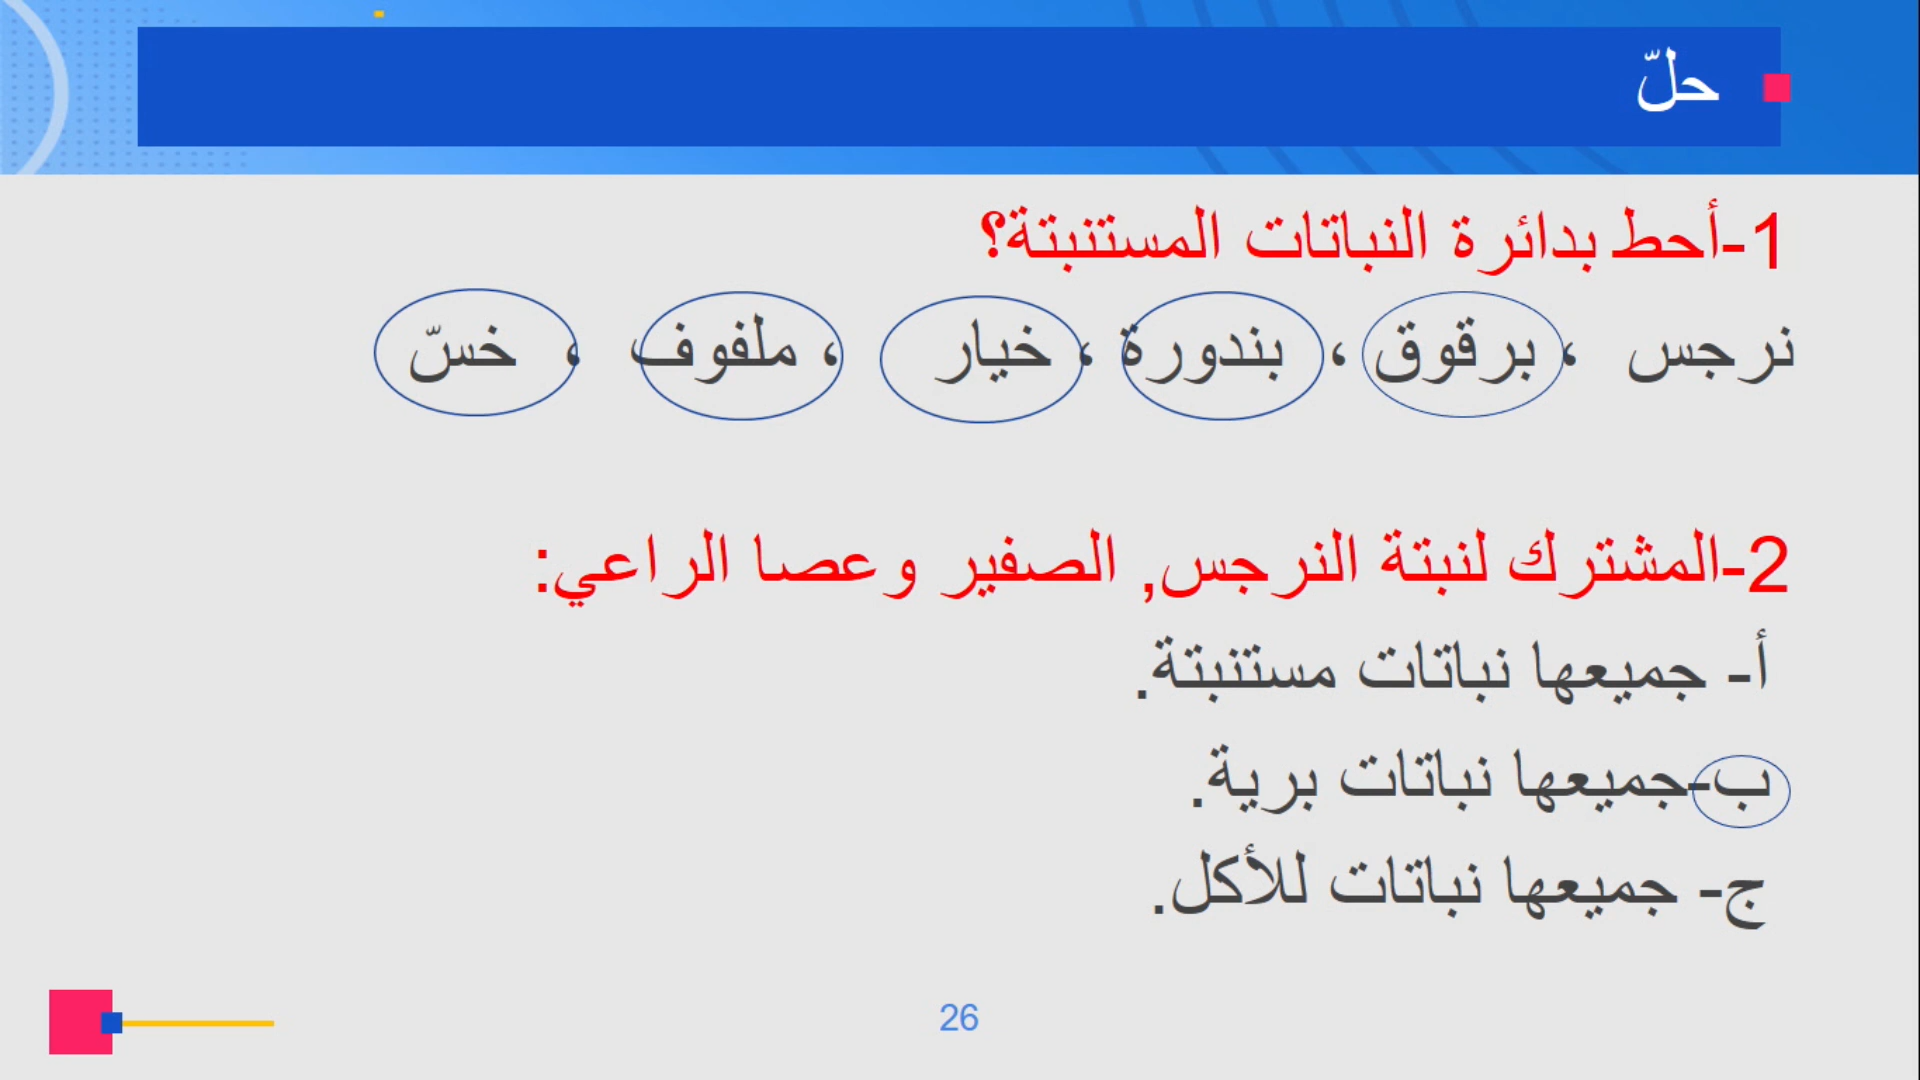 حلّ
1-أحط بدائرة النباتات المستنبتة؟
نرجس ، برقوق ، بندورة ، خيار ، ملفوف ، خسّ
2-المشترك لنبتة النرجس, الصفير وعصا الراعي:
أ- جميعها نباتات مستنبتة.
ب-جميعها نباتات برية.
ج- جميعها نباتات للأكل.
26